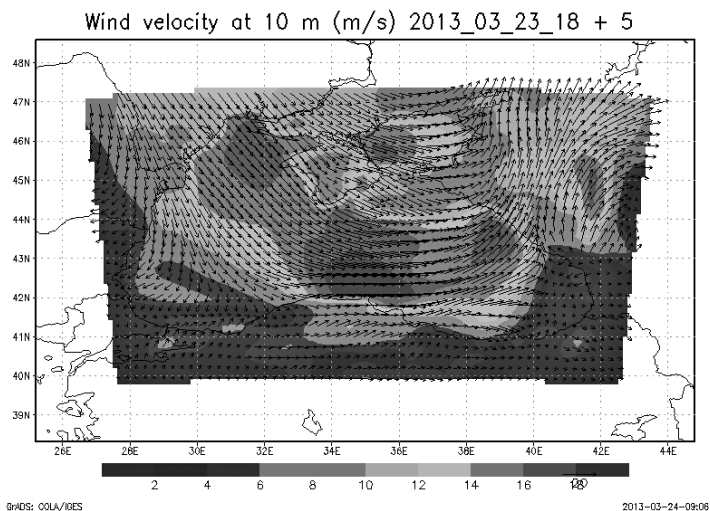 Wind velocity at 10 m (m/s) 2013_03_23_18 + 5
48N
47N
46N
45N
44N
43N
42N
41N
40N
39N
26E 28E 30E 32E 34E 36E 38E 40E 42E 44E
2 4 6 8 10 12 14 16 18
20
GrADS: COLA/IGES 2013-03-24-09:06